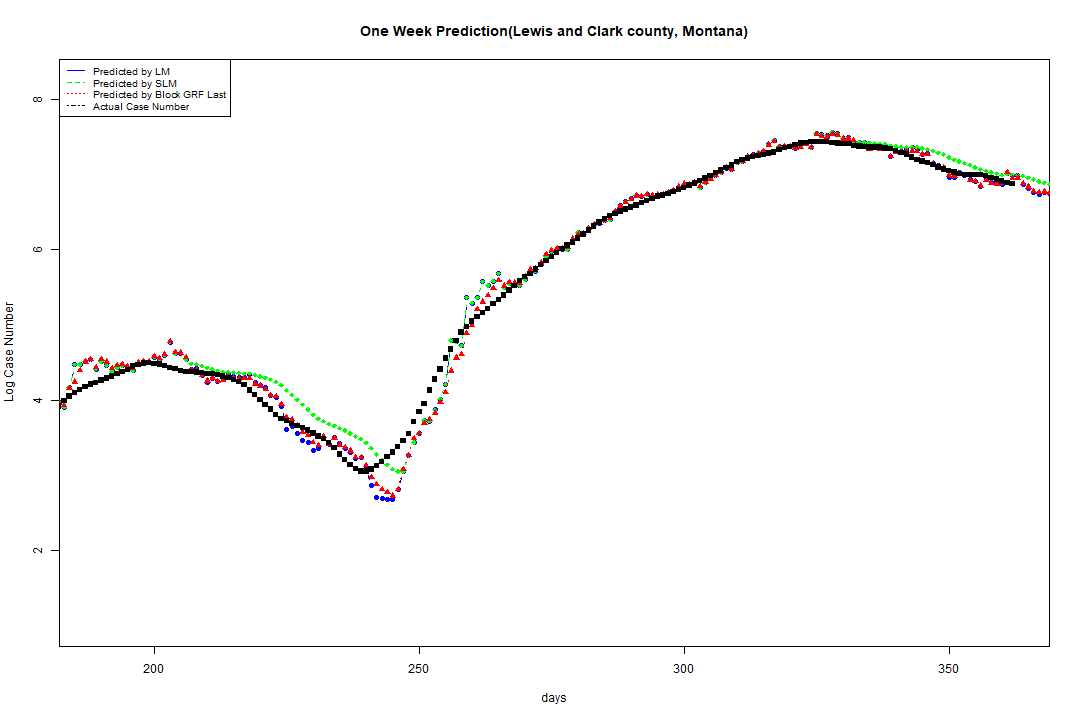 One Week Prediction(Lewis and Clark county, Montana)
Predicted by LM
Predicted by SLM
Predicted by Block GRF Last
Actual Case Number
8
6
4
2
Log Case Number
200
250
300
350
days